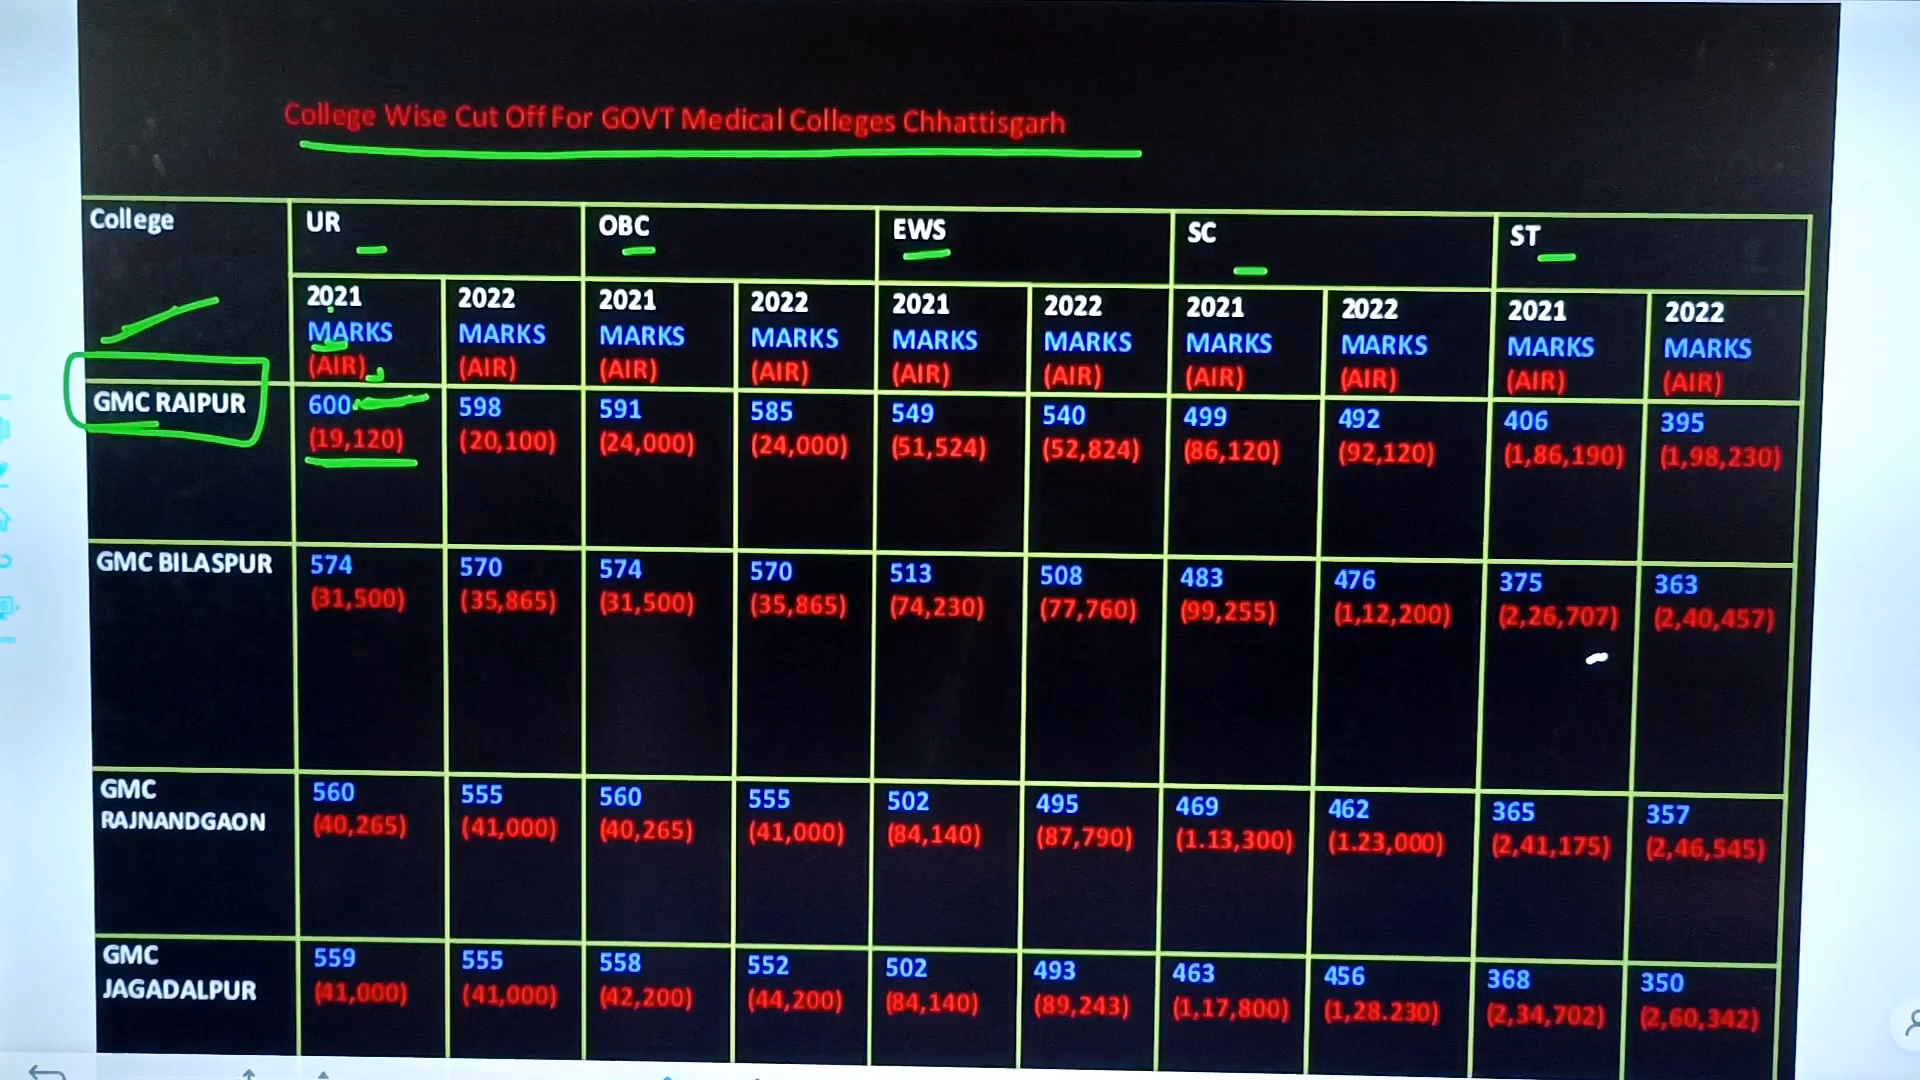 College Wise Cut Off For GOVT Medical Colleges Chhattisgarh
College UR OBC EWS SC ST
2021 2022 2021 2022 2021 2022 2021 2022 2021 2022
MARKS MARKS MARKS MARKS MARKS MARKS MARKS MARKS MARKS MARKS
(AIR) (AIR) (AIR) (AIR) (AIR) (AIR) (AIR) (AIR) (AIR) (AIR)
GMC RAIPUR 600 598 591 585 549 540 499 492 406 395
(19,120) (20,100) (24,000) (24,000) (51,524) (52,824) (86,120) (92,120) (1,86,190) (1,98,230)
GMC BILASPUR 574 570 574 570 513 508 483 476 375 363
(31,500) (35,865) (31,500) (35,865) (74,230) (77,760) (99,255) (1,12,200) (2,26,707) (2,40,457)
GMC 560 555 560 555 502 495 469 462 365 357
RAJNANDGAON (40,265) (41,000) (40,265) (41,000) (84,140) (87,790) (1.13,300) (1.23,000) (2,41,175) (2,46,545)
GMC 559 555 558 552 502 493 463 456 368 350
JAGADALPUR (41,000) (41,000) (42,200) (44,200) (84,140) (89,243) (1,17,800) (1,28.230) (2,34,702) (2,60,342)